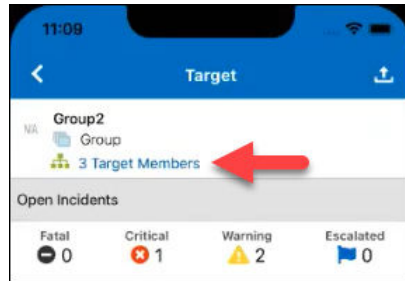 11:09
Target
NA
Group2
Group
3 Target Members
Open Incidents
Fatal Critical Warning Escalated
0 1 2 0